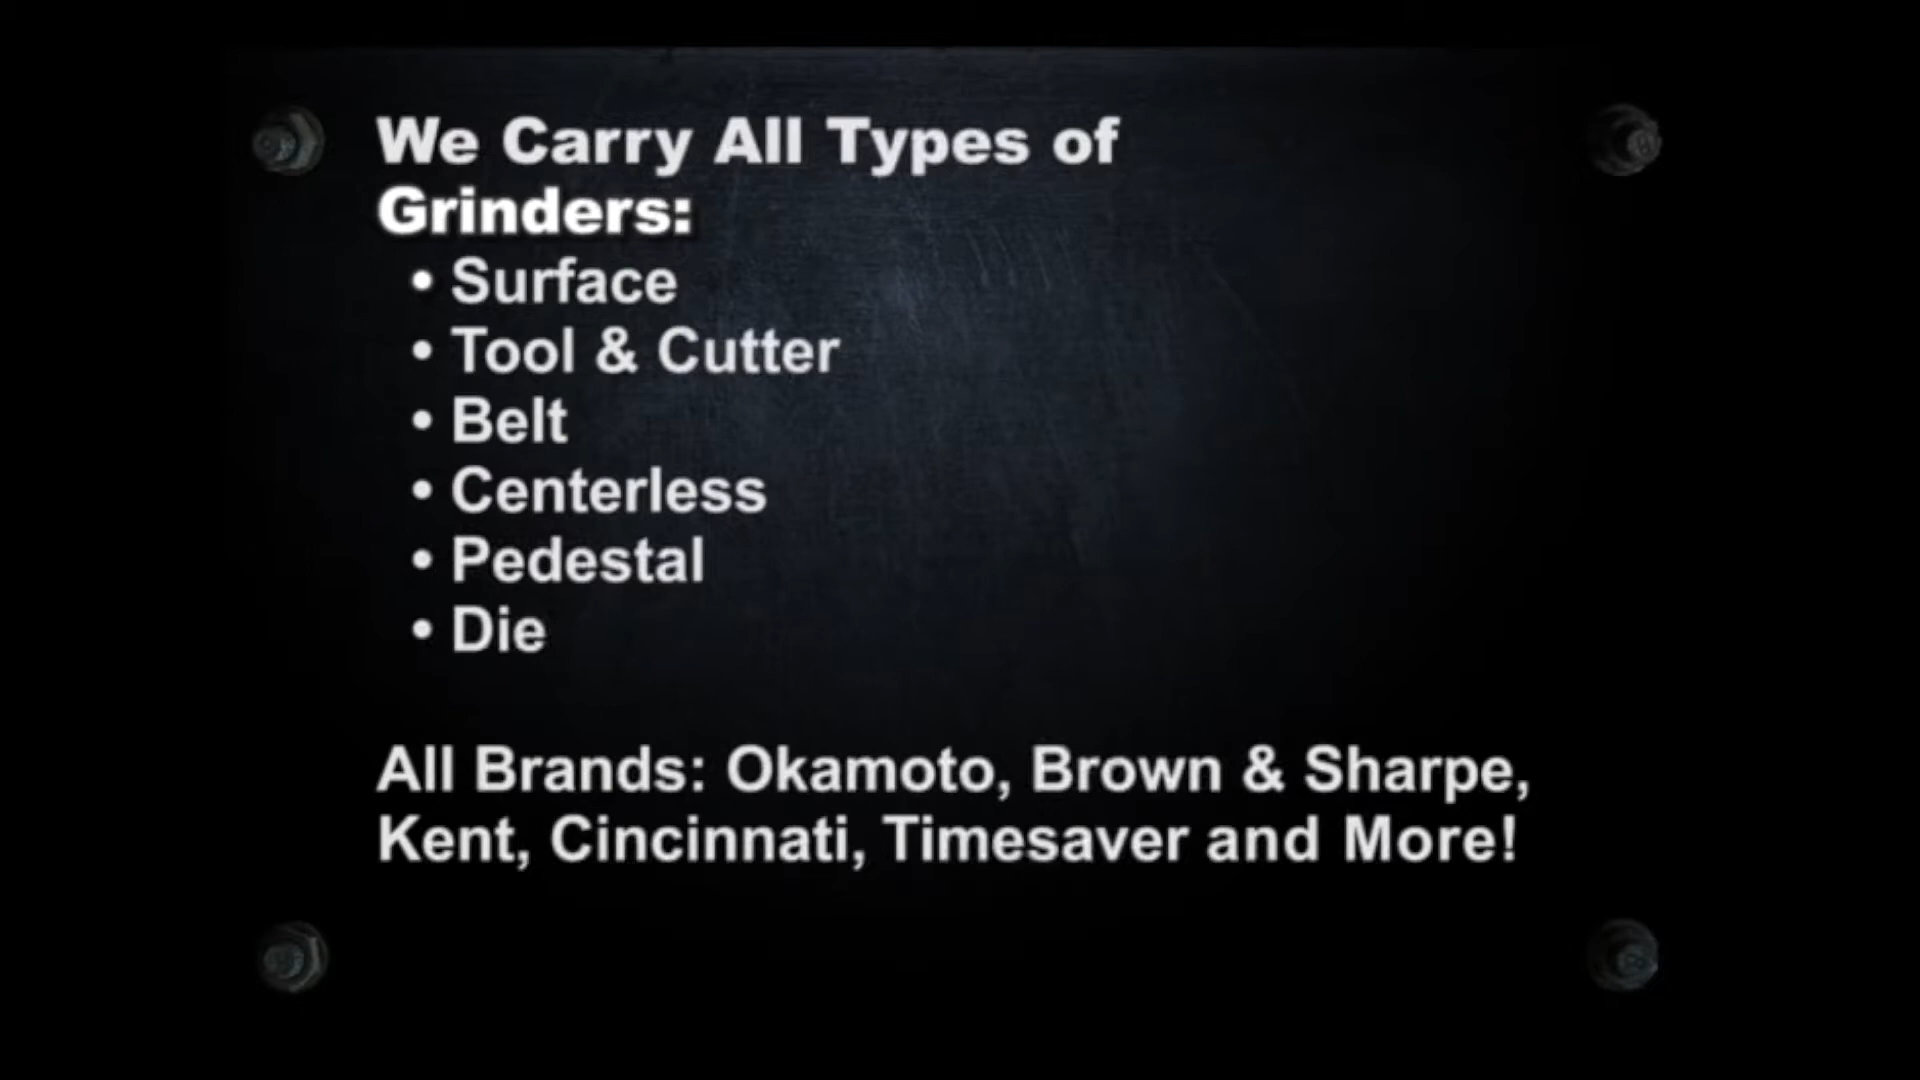 We Carry All Types of
Grinders:
• Surface
• Tool & Cutter
• Belt
• Centerless
• Pedestal
• Die
All Brands: Okamoto, Brown & Sharpe,
Kent, Cincinnati, Timesaver and More!